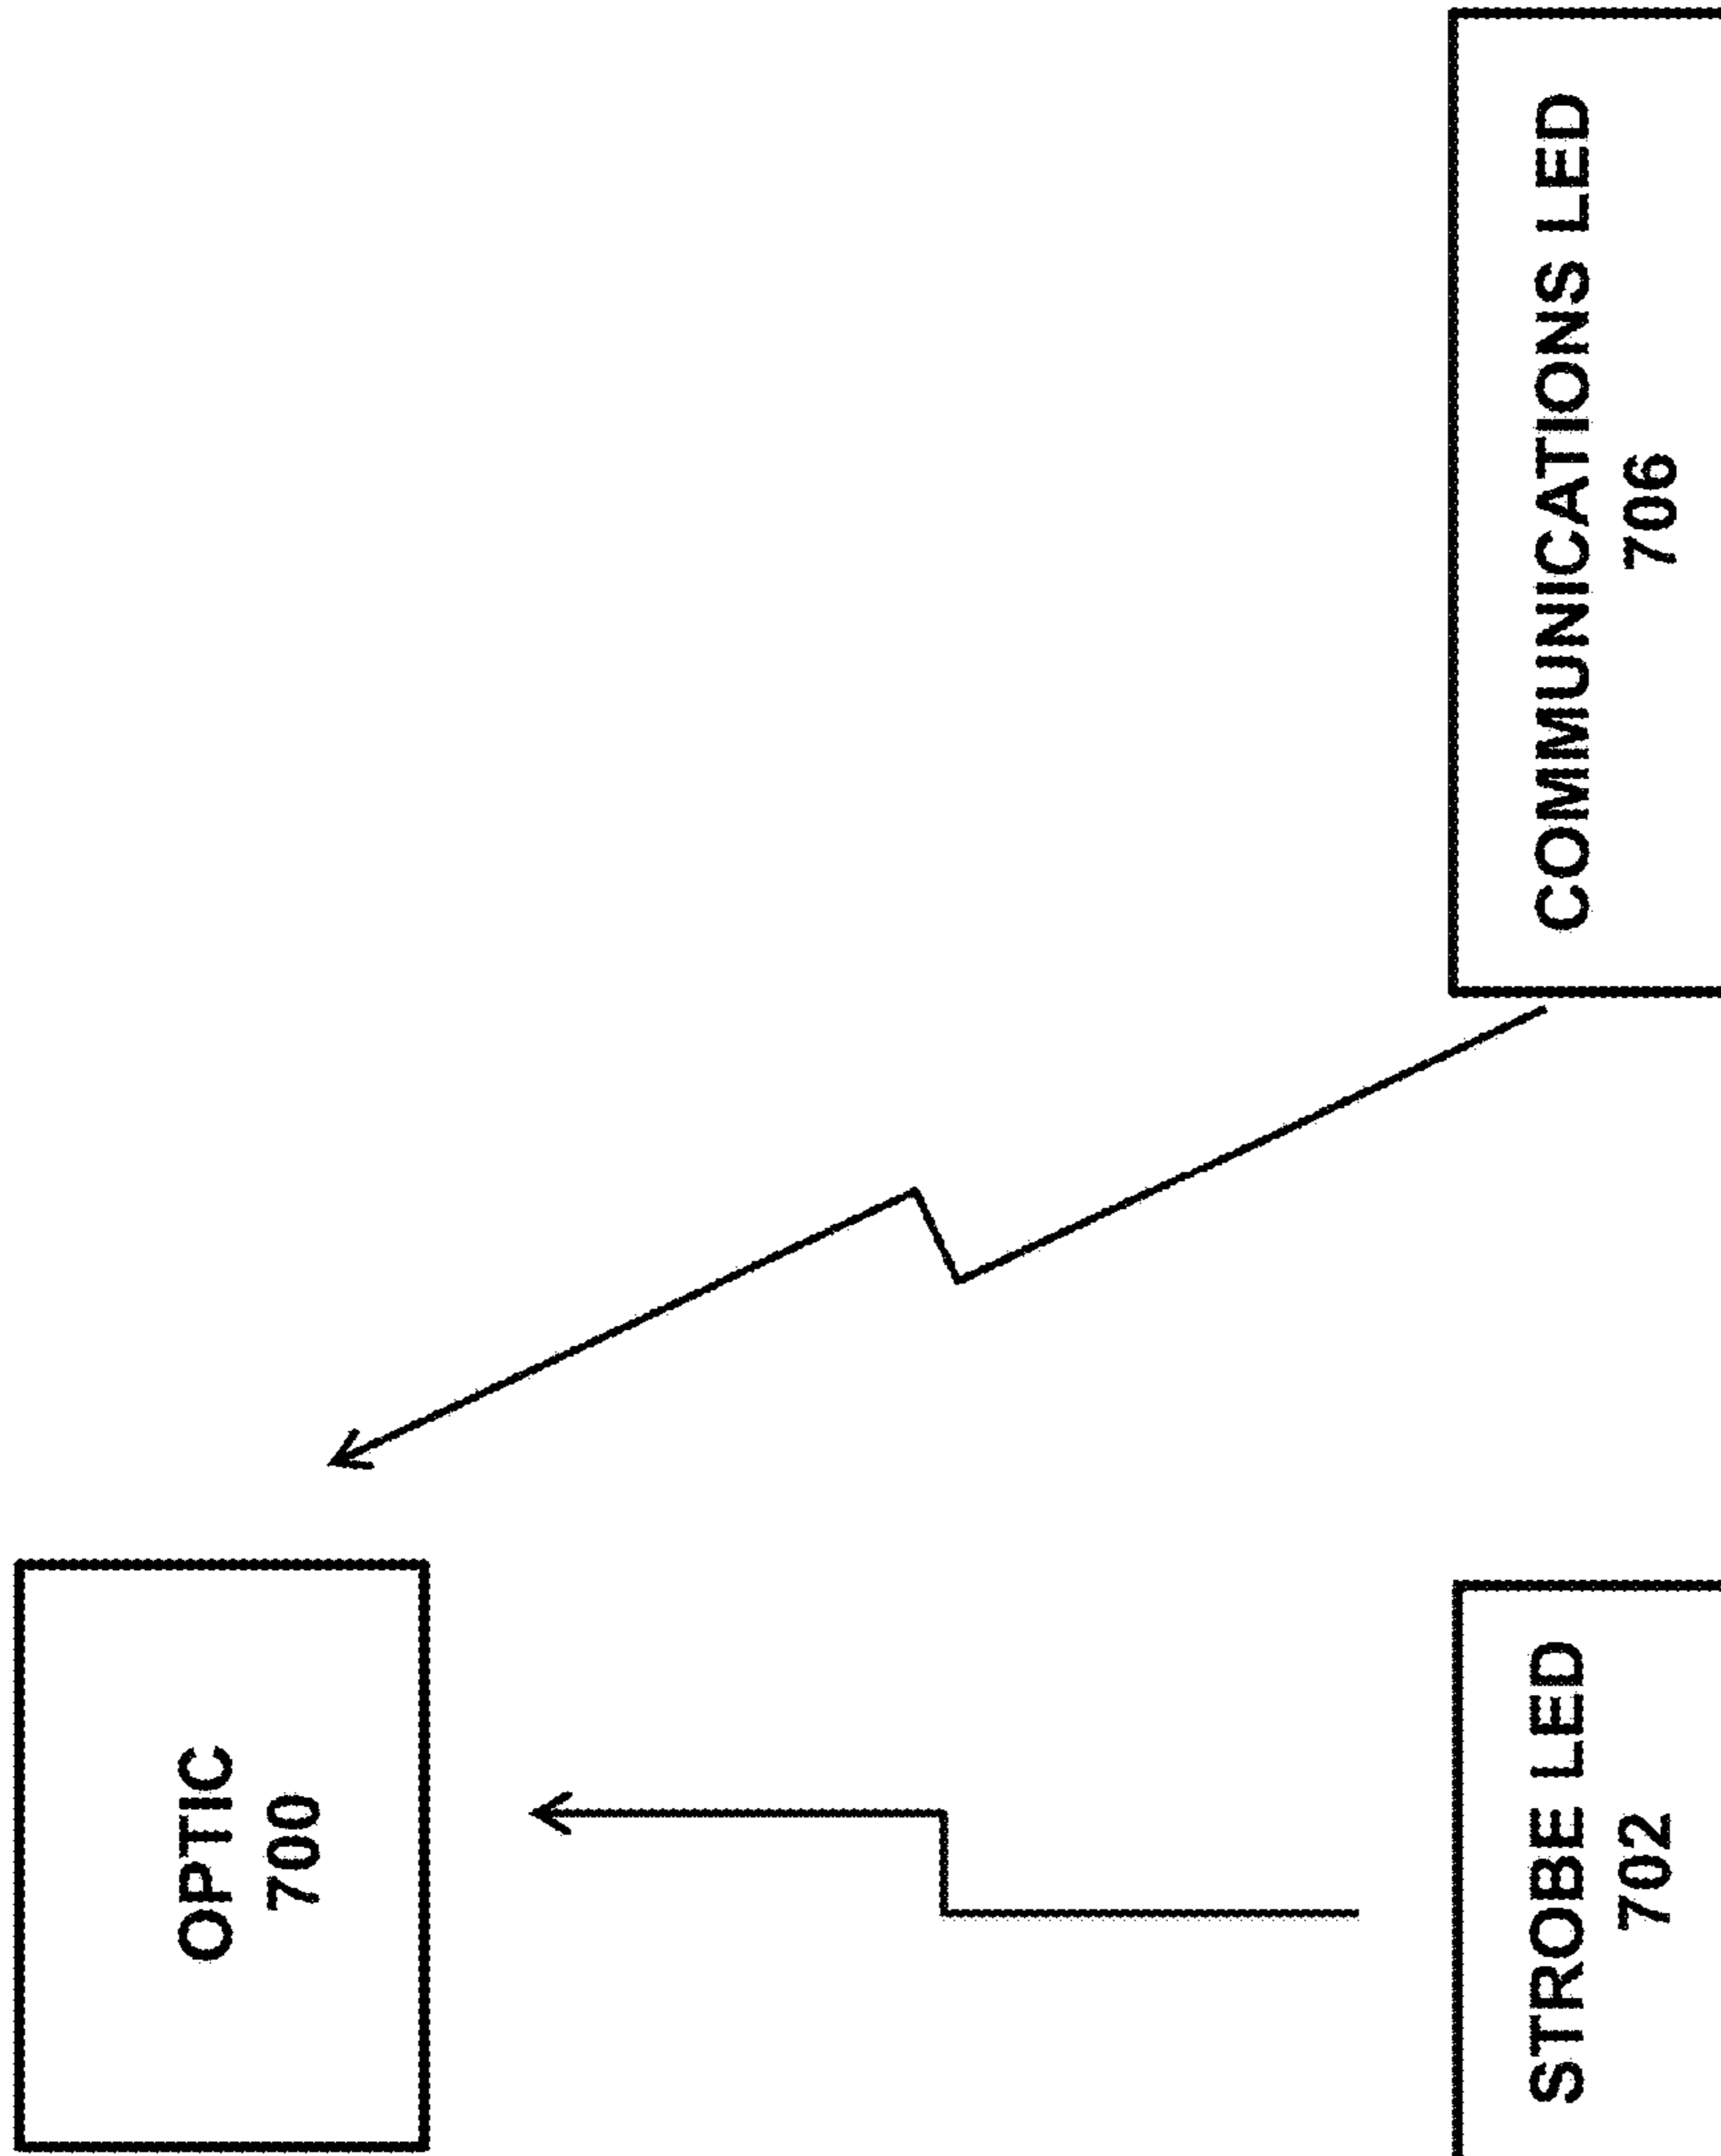 OPTIC
700
STROBE LED
702
COMMUNICATIONS LED
706